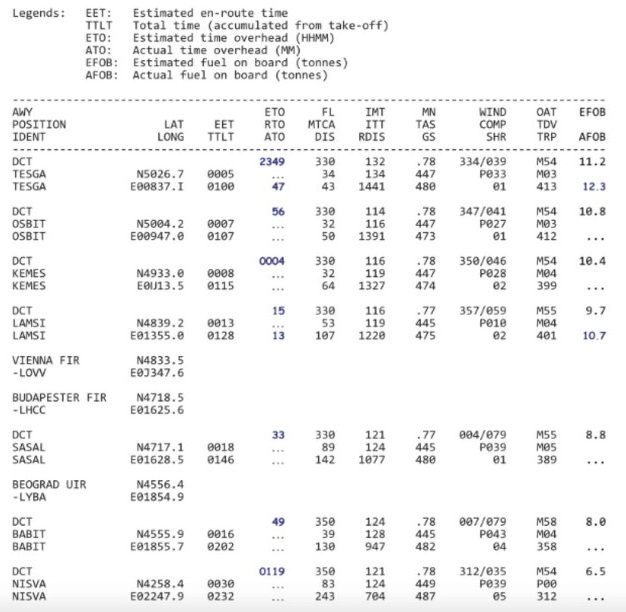 Legends: EET: Estimated en-route time
TTLT Total time (accumulated from take-off)
ETO: Estimated time overhead (HHMM)
ATO: Actual time overhead (MM)
EFOB: Estimated fuel on board (tonnes)
AFOB: Actual fuel on board (tonnes)
AWY ETO FL IMT MN WIND OAT EFOB
POSITION LAT EET RTO MTCA ITT TAS COMP TDV
IDENT LONG TTLT ATO DIS RDIS GS SHR TRP AFOB
DCT 2349 330 132 .78 334/039 M54 11.2
TESGA N5026.7 0005 ... 34 134 447 P033 M03
TESGA E00837.I 0100 47 43 1441 480 01 413 12.3
DCT 56 330 114 .78 347/041 M54 10.8
OSBIT N5004.2 0007 ... 32 116 447 P027 M03
OSBIT E00947.0 0107 ... 50 1391 473 01 412 ...
DCT 0004 330 116 .78 350/046 M54 10.4
KEMES N4933.0 0008 ... 32 119 447 P028 M04
KEMES E0IJ13.5 0115 ... 64 1327 474 02 399 ...
DCT 15 330 116 .77 357/059 M55 9.7
LAMSI N4839.2 0013 ... 53 119 445 P010 M04
LAMSI E01355.0 0128 13 107 1220 475 02 401 10.7
VIENNA FIR N4833.5
-LOVV E0J347.6
BUDAPESTER FIR N4718.5
-LHCC E01625.6
DCT 33 330 121 .77 004/079 M55 8.8
SASAL N4717.1 0018 ... 89 124 445 P039 M05
SASAL E01628.5 0146 ... 142 1077 480 01 389 ...
BEOGRAD UIR N4556.4
-LYBA E01854.9
DCT 49 350 124 .78 007/079 M58 8.0
BABIT N4555.9 0016 ... 39 128 445 P043 M04
BABIT E01855.7 0202 ... 130 947 482 04 358 ...
DCT 0119 350 121 .78 312/035 M54 6.5
NISVA N4258.4 0030 ... 83 124 449 P039 P00
NISVA E02247.9 0232 ... 243 704 487 05 312 ...